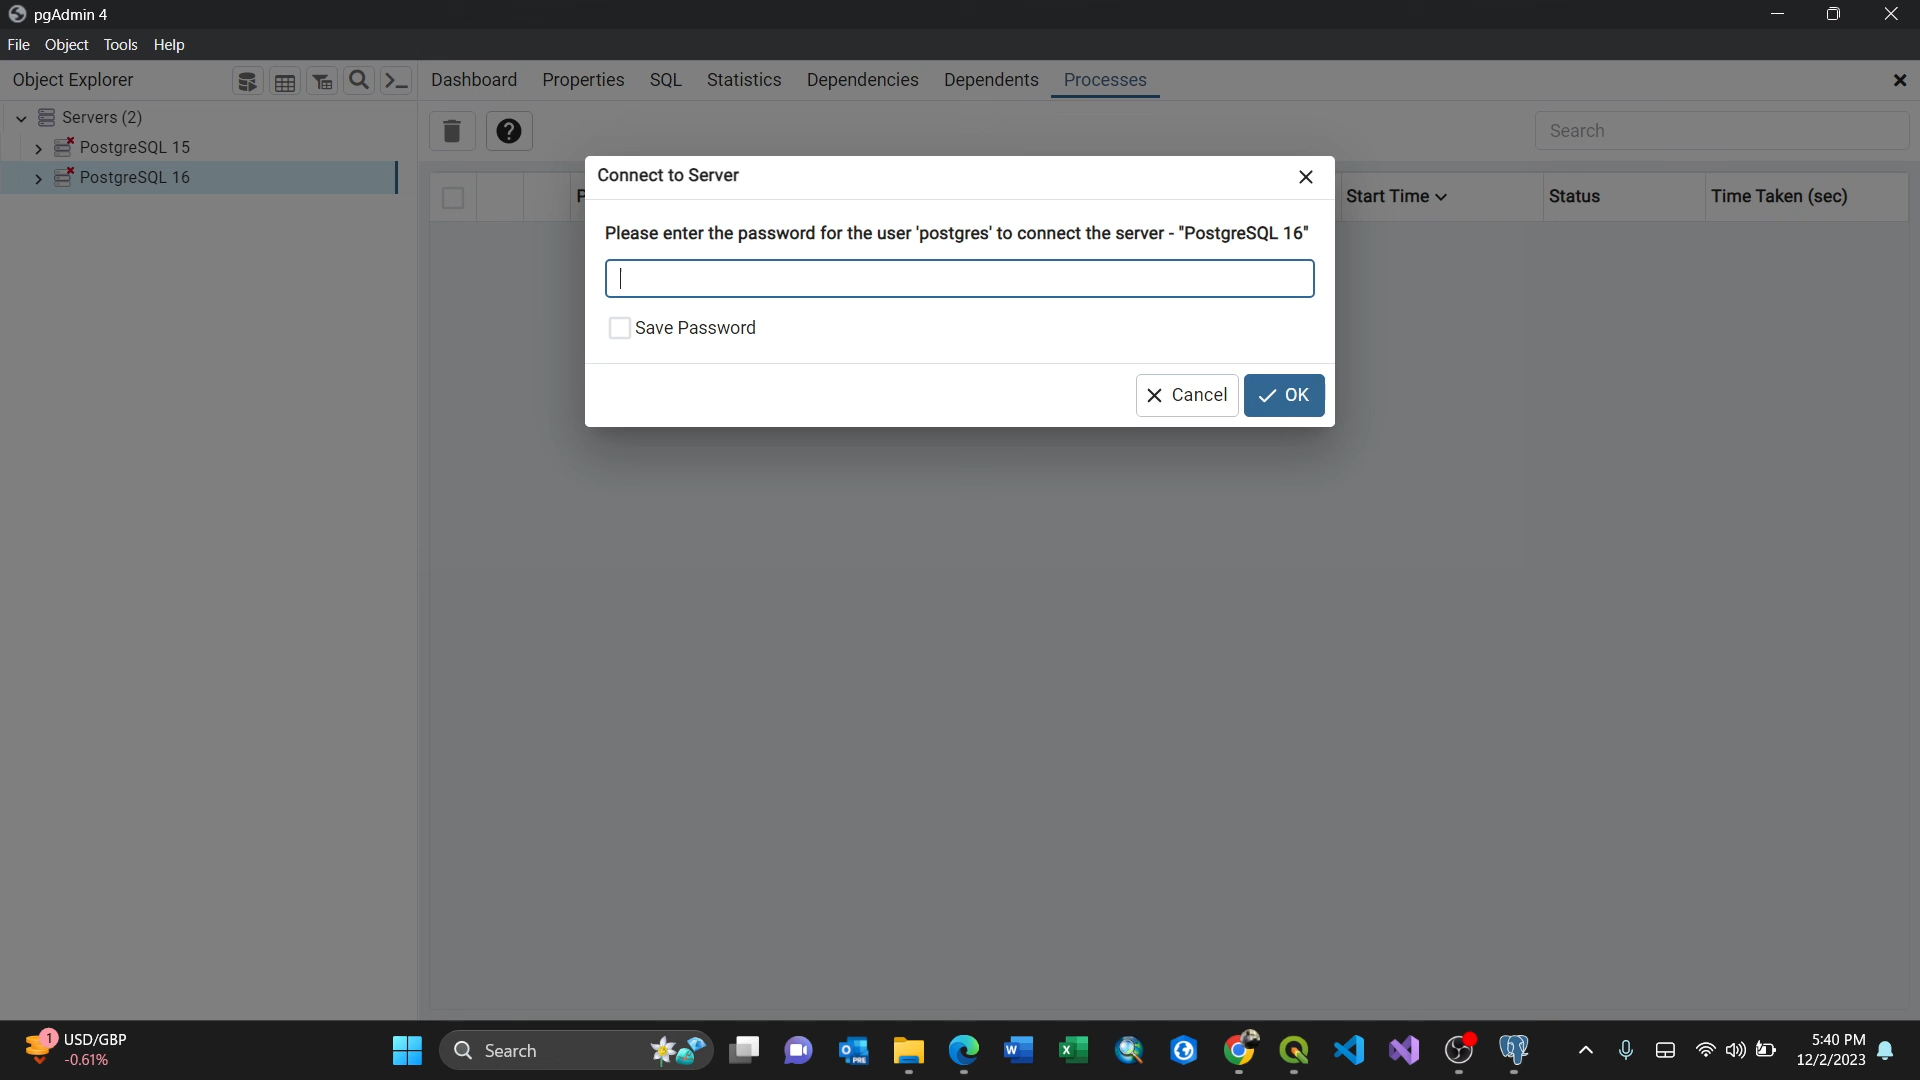 pgAdmin 4
File Object Tools Help
Object Explorer
Dashboard Properties SQL Statistics Dependencies Dependents Processes
Servers (2)
PostgreSQL 15
PostgreSQL 16
Search
Start Time Status Time Taken (sec)
Connect to Server
Please enter the password for the user 'postgres' to connect the server - "PostgreSQL 16"
Save Password
Cancel OK
1 USD/GBP
-0.61%
Search
5:40 PM
12/2/2023